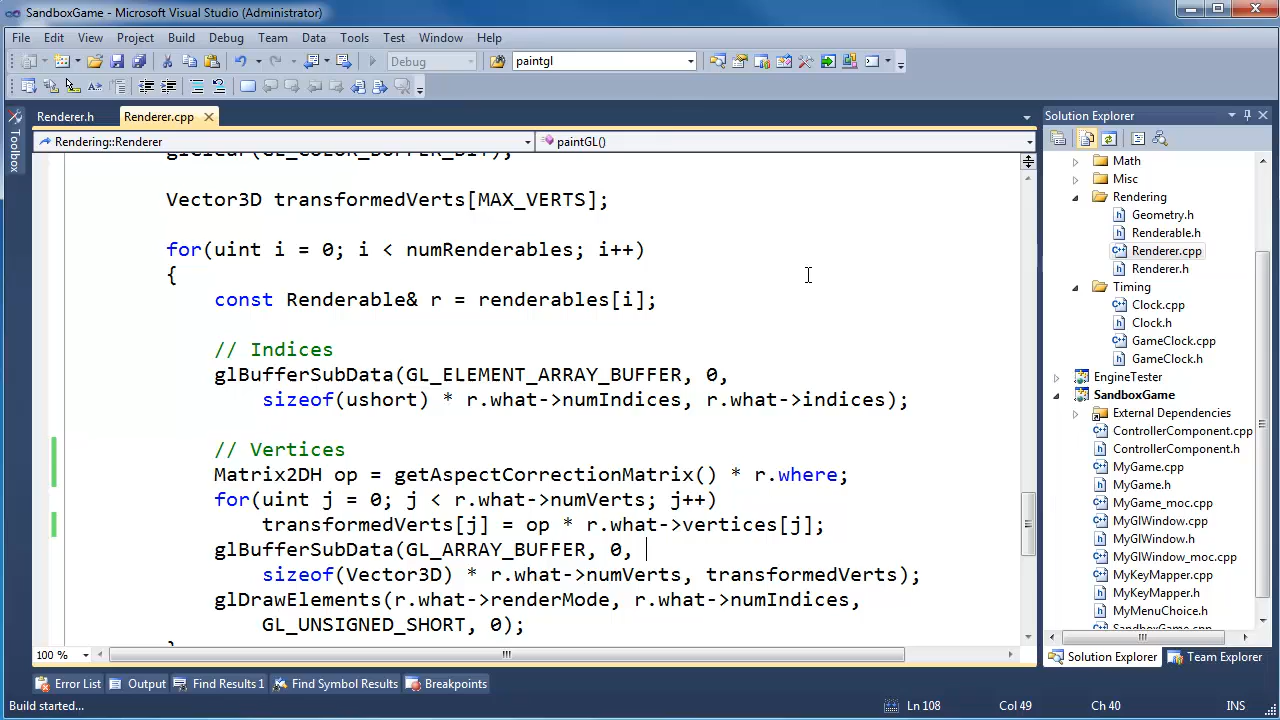 SandboxGame - Microsoft Visual Studio (Administrator)
File Edit View Project Build Debug Team Data Tools Test Window Help
Debug paintgl
Renderer.h Renderer.cpp
Rendering::Renderer paintGL()
glClear(GL_COLOR_BUFFER_BIT);
Vector3D transformedVerts[MAX_VERTS];
for(uint i = 0; i < numRenderables; i++)
{
const Renderable& r = renderables[i];
// Indices
glBufferSubData(GL_ELEMENT_ARRAY_BUFFER, 0,
sizeof(ushort) * r.what->numIndices, r.what->indices);
// Vertices
Matrix2DH op = getAspectCorrectionMatrix() * r.where;
for(uint j = 0; j < r.what->numVerts; j++)
transformedVerts[j] = op * r.what->vertices[j];
glBufferSubData(GL_ARRAY_BUFFER, 0,
sizeof(Vector3D) * r.what->numVerts, transformedVerts);
glDrawElements(r.what->renderMode, r.what->numIndices,
GL_UNSIGNED_SHORT, 0);
100 %
Toolbox
Solution Explorer
Math
Misc
Rendering
Geometry.h
Renderable.h
Renderer.cpp
Renderer.h
Timing
Clock.cpp
Clock.h
GameClock.cpp
GameClock.h
EngineTester
SandboxGame
External Dependencies
ControllerComponent.cpp
ControllerComponent.h
MyGame.cpp
MyGame.h
MyGame_moc.cpp
MyGlWindow.cpp
MyGlWindow.h
MyGlWindow_moc.cpp
MyKeyMapper.cpp
MyKeyMapper.h
MyMenuChoice.h
SandboxGame.cpp
Solution Explorer Team Explorer
Error List Output Find Results 1 Find Symbol Results Breakpoints
Build started... Ln 108 Col 49 Ch 40 INS